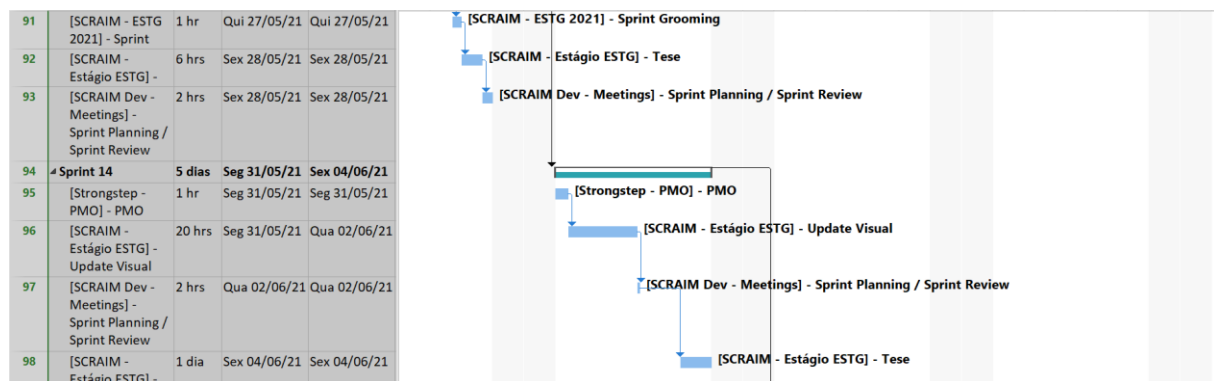 91 [SCRAIM - ESTG 1 hr Qui 27/05/21 Qui 27/05/21 [SCRAIM - ESTG 2021] - Sprint Grooming
2021] - Sprint
92 [SCRAIM - 6 hrs Sex 28/05/21 Sex 28/05/21 [SCRAIM - Estágio ESTG] - Tese
Estágio ESTG] -
93 [SCRAIM Dev - 2 hrs Sex 28/05/21 Sex 28/05/21 [SCRAIM Dev - Meetings] - Sprint Planning / Sprint Review
Meetings] -
Sprint Planning /
Sprint Review
94 Sprint 14 5 dias Seg 31/05/21 Sex 04/06/21
95 [Strongstep - 1 hr Seg 31/05/21 Seg 31/05/21 [Strongstep - PMO] - PMO
PMO] - PMO
96 [SCRAIM - 20 hrs Seg 31/05/21 Qua 02/06/21 [SCRAIM - Estágio ESTG] - Update Visual
Estágio ESTG] -
Update Visual
97 [SCRAIM Dev - 2 hrs Qua 02/06/21 Qua 02/06/21 [SCRAIM Dev - Meetings] - Sprint Planning / Sprint Review
Meetings] -
Sprint Planning /
Sprint Review
98 [SCRAIM - 1 dia Sex 04/06/21 Sex 04/06/21 [SCRAIM - Estágio ESTG] - Tese
Estágio ESTG] -